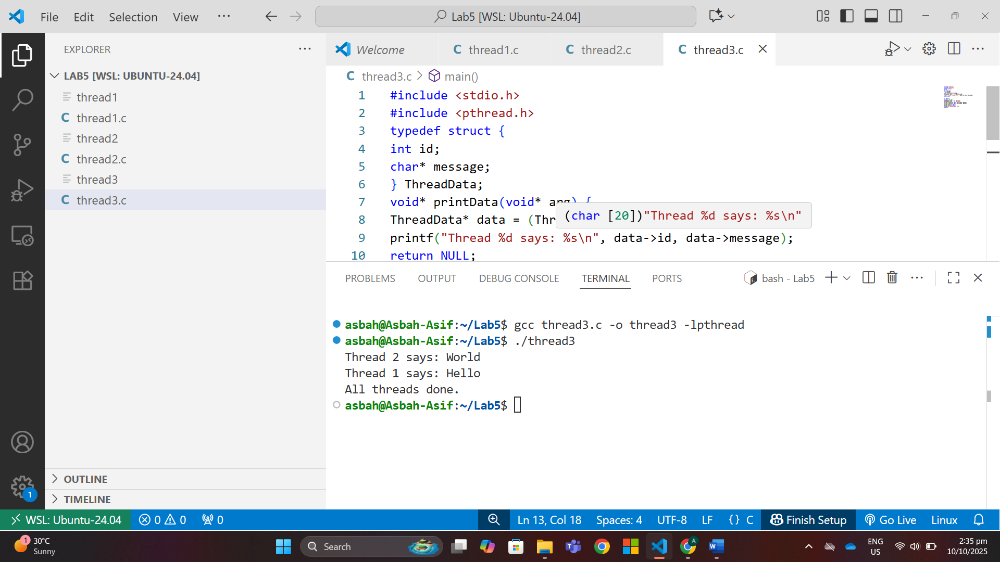 File Edit Selection View ··· Lab5 [WSL: Ubuntu-24.04]
EXPLORER
LAB5 [WSL: UBUNTU-24.04]
thread1
C thread1.c
thread2
C thread2.c
thread3
C thread3.c
OUTLINE
TIMELINE
Welcome C thread1.c C thread2.c C thread3.c
C thread3.c > main()
1 #include <stdio.h>
2 #include <pthread.h>
3 typedef struct {
4 int id;
5 char* message;
6 } ThreadData;
7 void* printData(void* arg) {
(char [20])"Thread %d says: %s\n"
8 ThreadData* data = (Thr
9 printf("Thread %d says: %s\n", data->id, data->message);
10 return NULL;
PROBLEMS OUTPUT DEBUG CONSOLE TERMINAL PORTS bash - Lab5
asbah@Asbah-Asif:~/Lab5$ gcc thread3.c -o thread3 -lpthread
asbah@Asbah-Asif:~/Lab5$ ./thread3
Thread 2 says: World
Thread 1 says: Hello
All threads done.
asbah@Asbah-Asif:~/Lab5$
1
WSL: Ubuntu-24.04 0 0 0 Ln 13, Col 18 Spaces: 4 UTF-8 LF {} C Finish Setup Go Live Linux
1 30°C
Sunny
Search
A
ENG
US
2:35 pm
10/10/2025